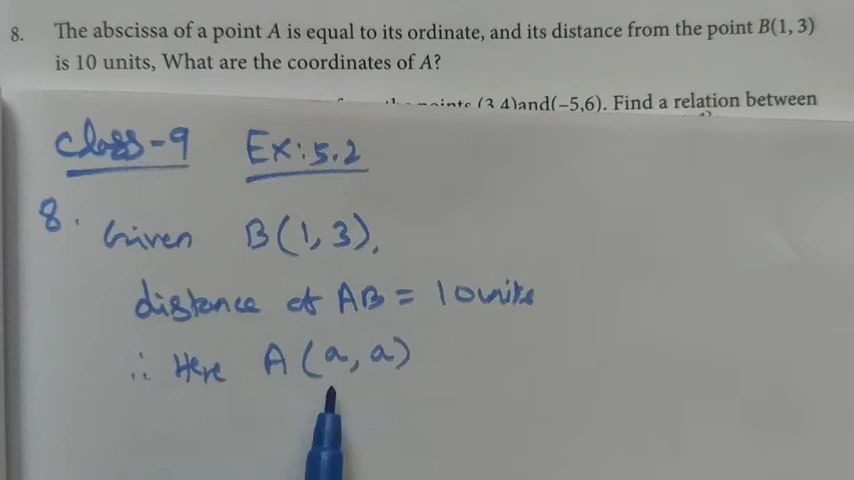 8. The abscissa of a point A is equal to its ordinate, and its distance from the point B(1, 3)
is 10 units, What are the coordinates of A?
points (3,4)and(−5,6). Find a relation between
Class-9 Ex:5.2
8. Given B(1,3),
distance of AB = 10units
∴ Here A(a,a)